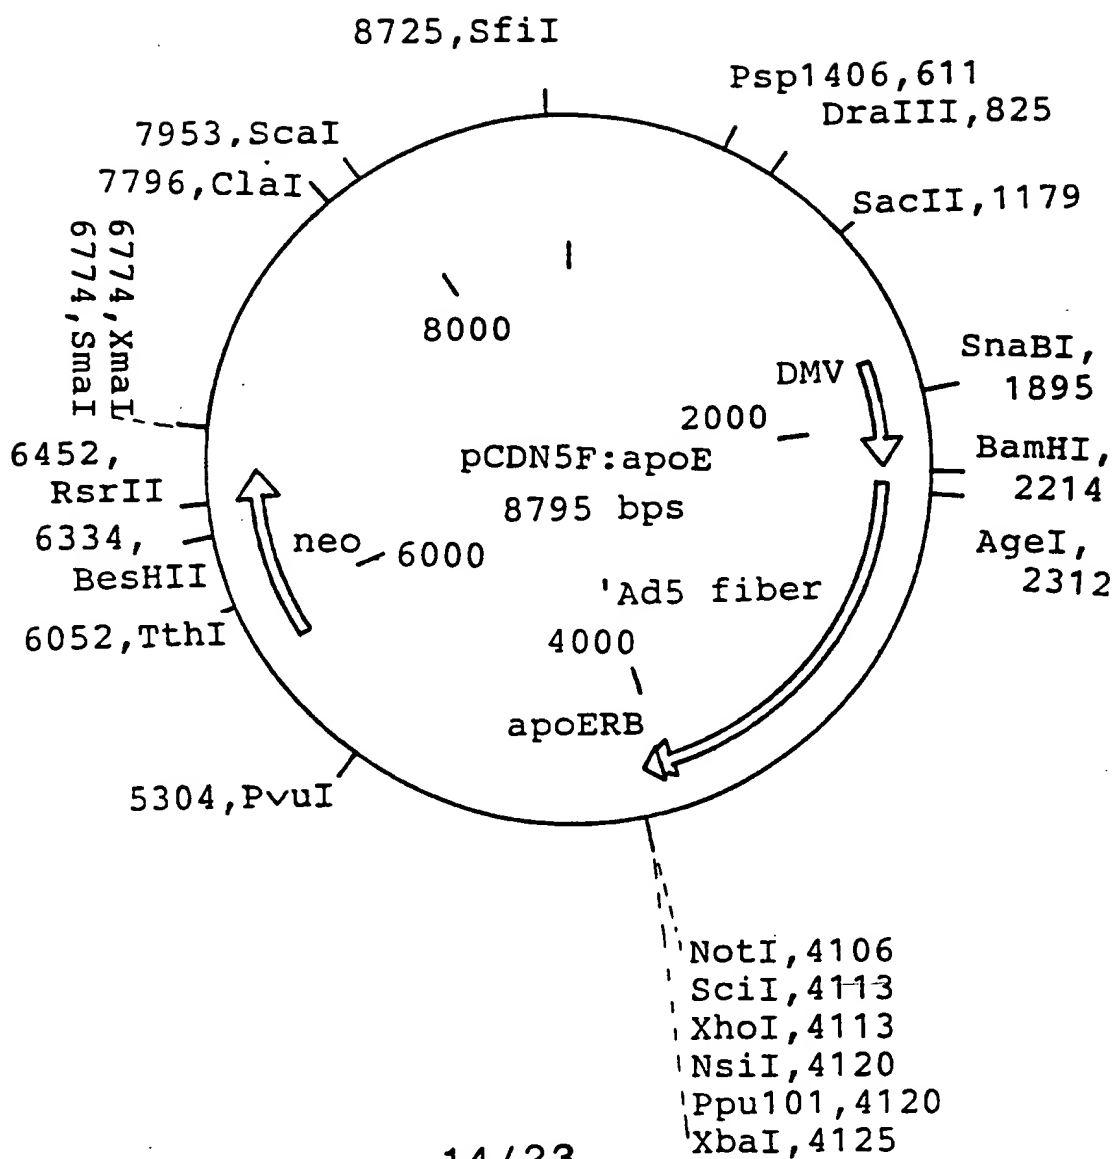 8725,SfiI
Psp1406,611
DraIII,825
7953,ScaI
7796,ClaI
SacII,1179
6774,XmaI
6774,SmaI
8000
SnaBI,
1895
DMV
2000
pCDN5F:apoE
8795 bps
BamHI,
2214
6452,
RsrII
AgeI,
2312
neo
6000
6334,
BesHII
'Ad5 fiber
6052,TthI
4000
apoERB
5304,PvuI
NotI,4106
SciI,4113
XhoI,4113
NsiI,4120
Ppu101,4120
XbaI,4125
14/23